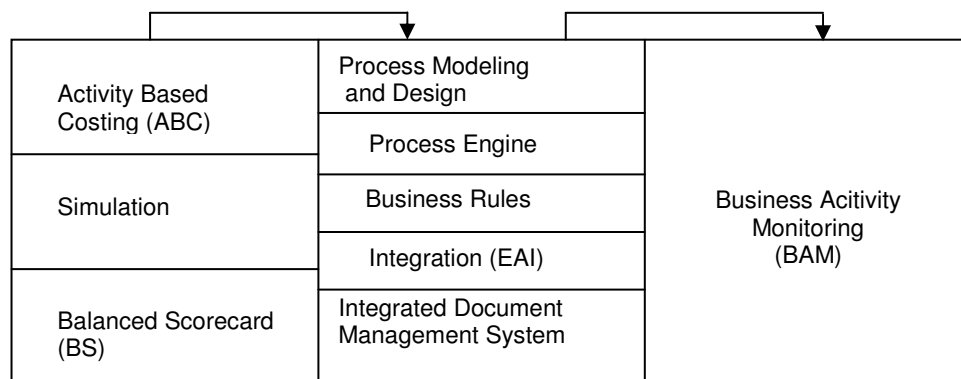 Activity Based
Costing (ABC)
Simulation
Balanced Scorecard
(BS)
Process Modeling
and Design
Process Engine
Business Rules
Integration (EAI)
Integrated Document
Management System
Business Acitivity
Monitoring
(BAM)